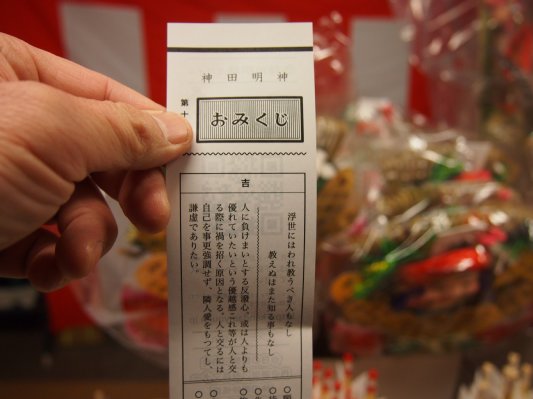 神田明神
第十
おみくじ
吉
浮世にはわれ教うべき人もなし
教えぬはまた知る事もなし
人に負けまいとする反潑心、或は人よりも
優れていたいという優越感これ等が人と交
る際に禍を招く原因となる。人と交るには
自己を事更強調せず、隣人愛をもつてし、
謙虚でありたい。